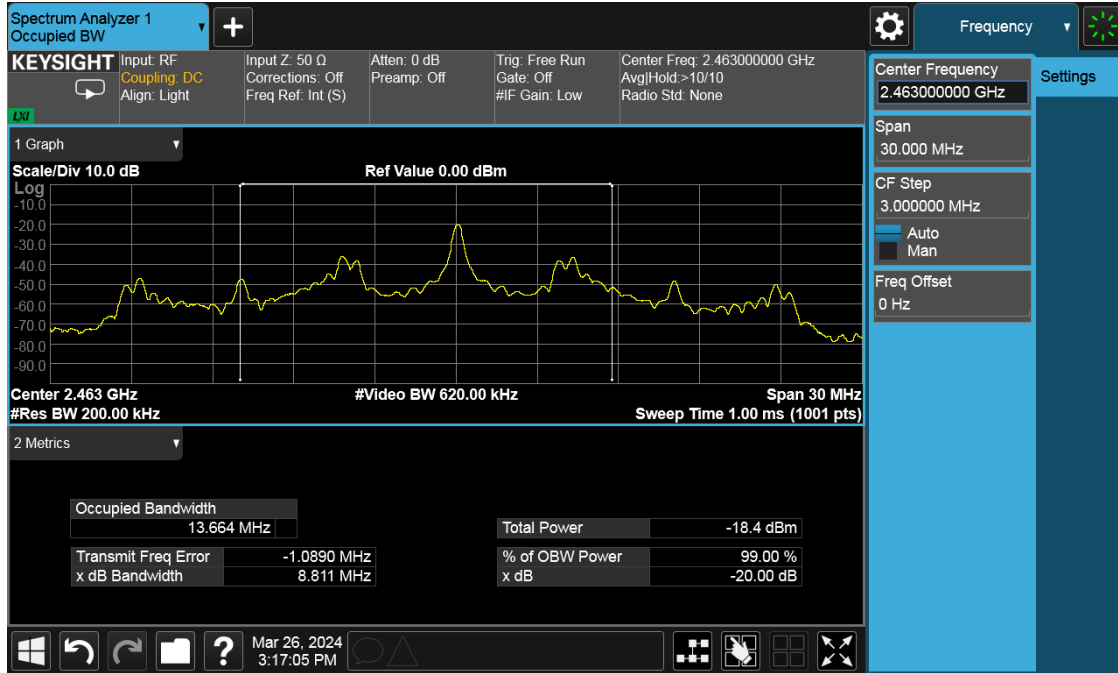 Spectrum Analyzer 1
Occupied BW
Frequency
KEYSIGHT
LXI
Input: RF
Coupling: DC
Align: Light
Input Z: 50 Ω
Corrections: Off
Freq Ref: Int (S)
Atten: 0 dB
Preamp: Off
Trig: Free Run
Gate: Off
#IF Gain: Low
Center Freq: 2.463000000 GHz
Avg|Hold:>10/10
Radio Std: None
Center Frequency
2.463000000 GHz
Settings
Span
30.000 MHz
CF Step
3.000000 MHz
Auto
Man
Freq Offset
0 Hz
1 Graph
Scale/Div 10.0 dB
Ref Value 0.00 dBm
Log
-10.0
-20.0
-30.0
-40.0
-50.0
-60.0
-70.0
-80.0
-90.0
Center 2.463 GHz
#Video BW 620.00 kHz
Span 30 MHz
#Res BW 200.00 kHz
Sweep Time 1.00 ms (1001 pts)
2 Metrics
Occupied Bandwidth
13.664 MHz
Total Power -18.4 dBm
Transmit Freq Error -1.0890 MHz
% of OBW Power 99.00 %
x dB Bandwidth 8.811 MHz
x dB -20.00 dB
?
Mar 26, 2024
3:17:05 PM